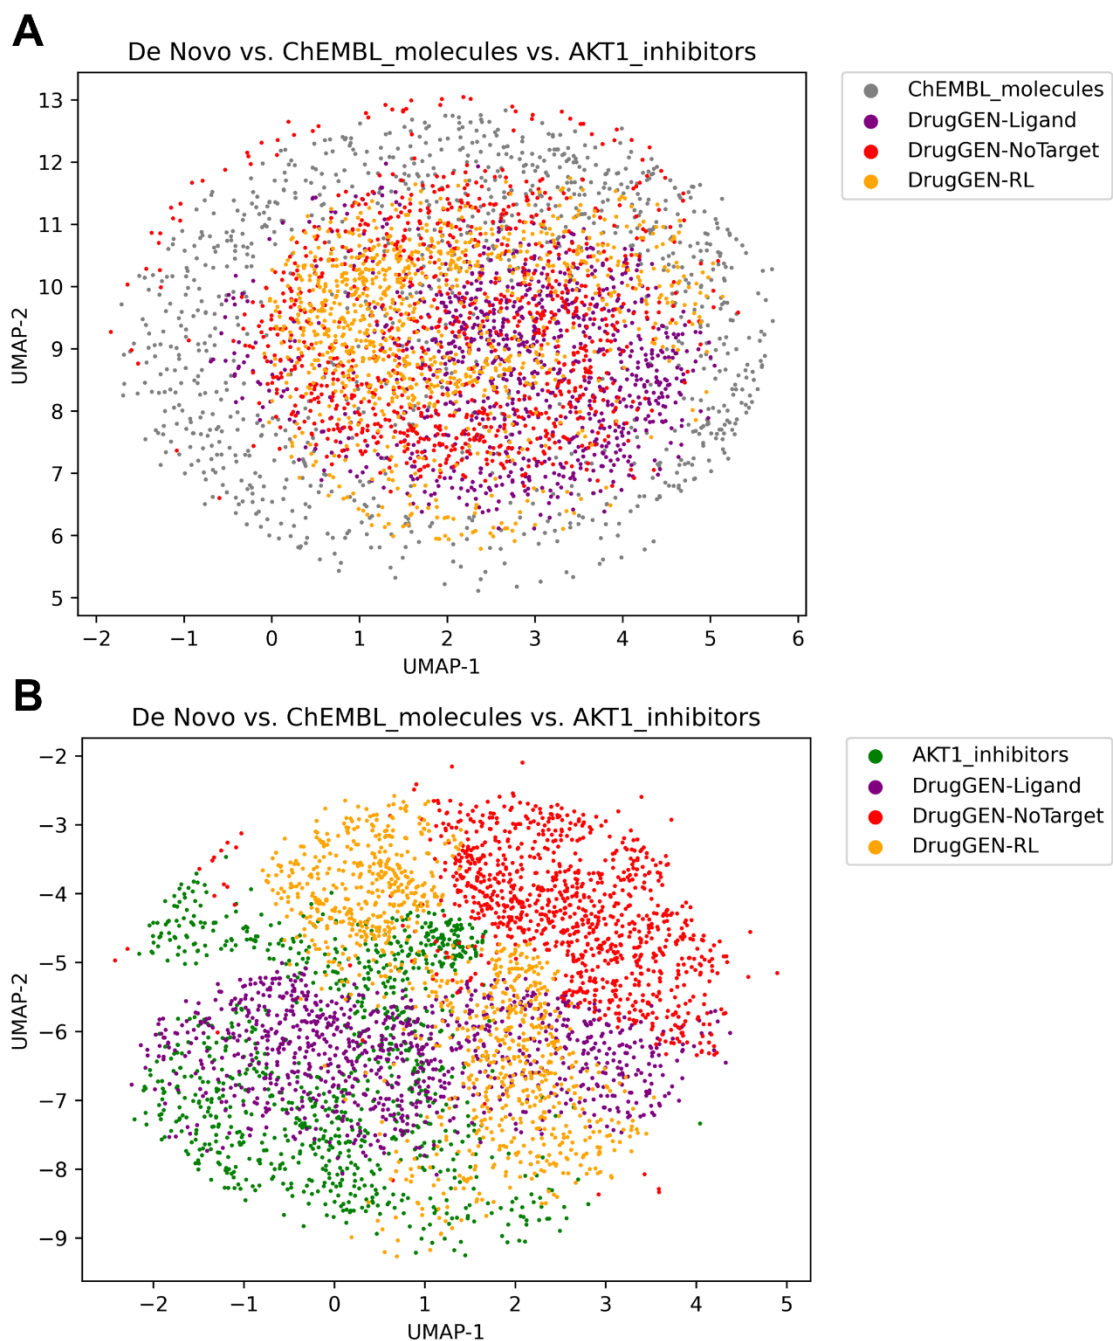 A
De Novo vs. ChEMBL_molecules vs. AKT1_inhibitors
ChEMBL_molecules
DrugGEN-Ligand
DrugGEN-NoTarget
DrugGEN-RL
13
12
11
10
9
8
7
6
5
UMAP-2
−2 −1 0 1 2 3 4 5 6
UMAP-1
B
De Novo vs. ChEMBL_molecules vs. AKT1_inhibitors
AKT1_inhibitors
DrugGEN-Ligand
DrugGEN-NoTarget
DrugGEN-RL
−2
−3
−4
−5
−6
−7
−8
−9
UMAP-2
−2 −1 0 1 2 3 4 5
UMAP-1